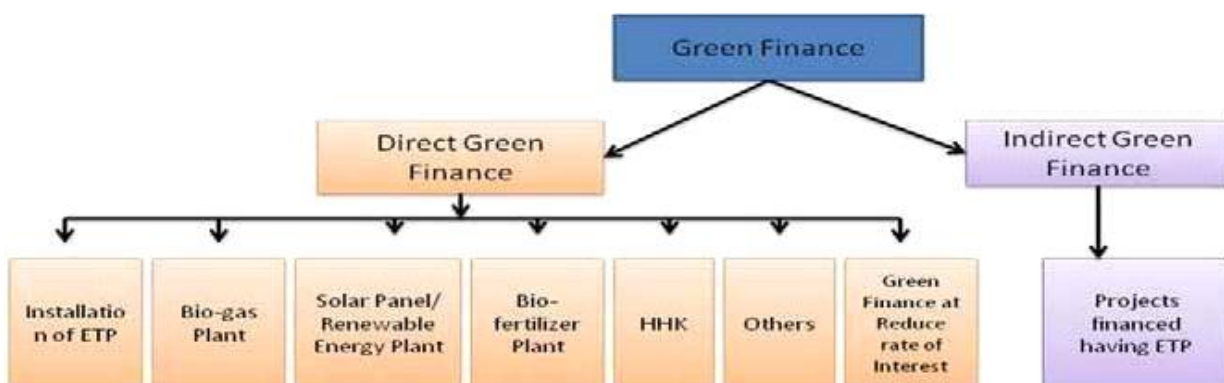 Green Finance
Direct Green
Finance
Indirect Green
Finance
Installatio
n of ETP
Bio-gas
Plant
Solar Panel/
Renewable
Energy Plant
Bio-
fertilizer
Plant
HHK
Others
Green
Finance at
Reduce
rate of
Interest
Projects
financed
having ETP